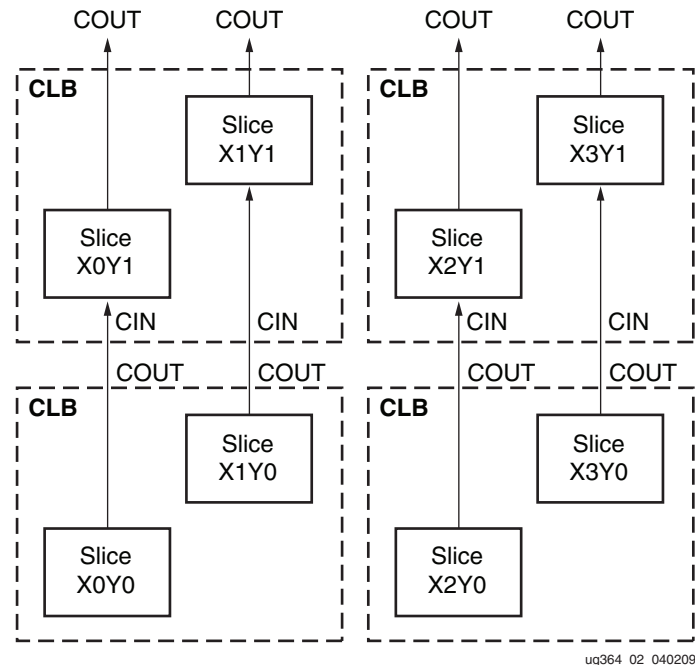 COUT COUT COUT COUT
CLB CLB
Slice
X1Y1
Slice
X3Y1
Slice
X0Y1
Slice
X2Y1
CIN CIN CIN CIN
COUT COUT COUT COUT
CLB CLB
Slice
X1Y0
Slice
X3Y0
Slice
X0Y0
Slice
X2Y0
ug364_02_040209